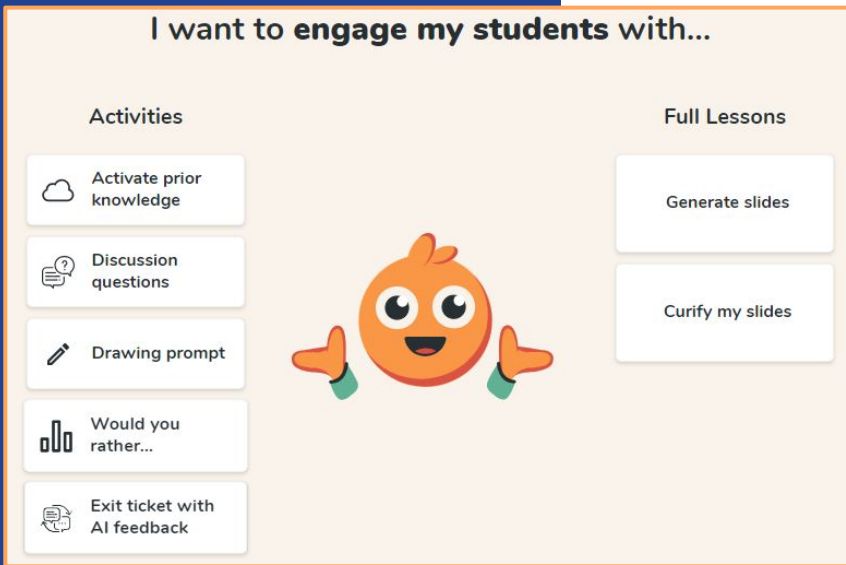 I want to engage my students with...
Activities
Activate prior
knowledge
Discussion
questions
Drawing prompt
Would you
rather...
Exit ticket with
AI feedback
Full Lessons
Generate slides
Curify my slides